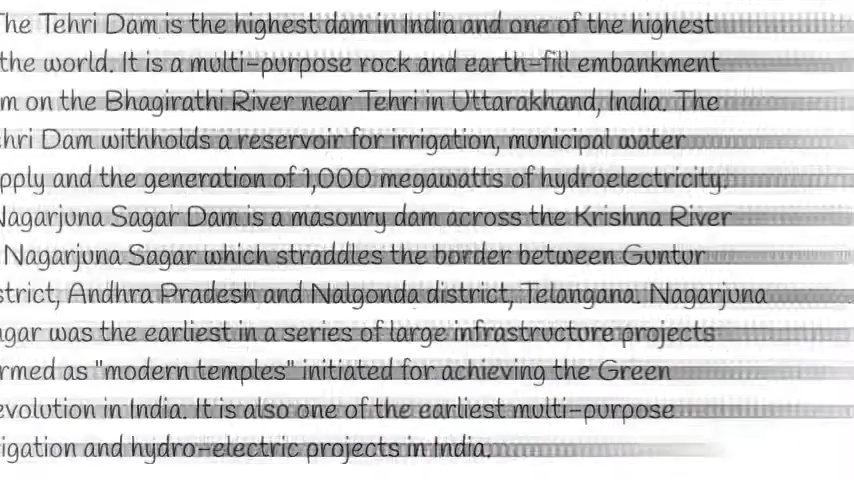 The Tehri Dam is the highest dam in India and one of the highest
the world. It is a multi-purpose rock and earth-fill embankment
m on the Bhagirathi River near Tehri in Uttarakhand, India. The
hri Dam withholds a reservoir for irrigation, municipal water
pply and the generation of 1,000 megawatts of hydroelectricity.
Nagarjuna Sagar Dam is a masonry dam across the Krishna River
Nagarjuna Sagar which straddles the border between Guntur
strict, Andhra Pradesh and Nalgonda district, Telangana. Nagarjuna
agar was the earliest in a series of large infrastructure projects
rmed as "modern temples" initiated for achieving the Green
evolution in India. It is also one of the earliest multi-purpose
igation and hydro-electric projects in India.